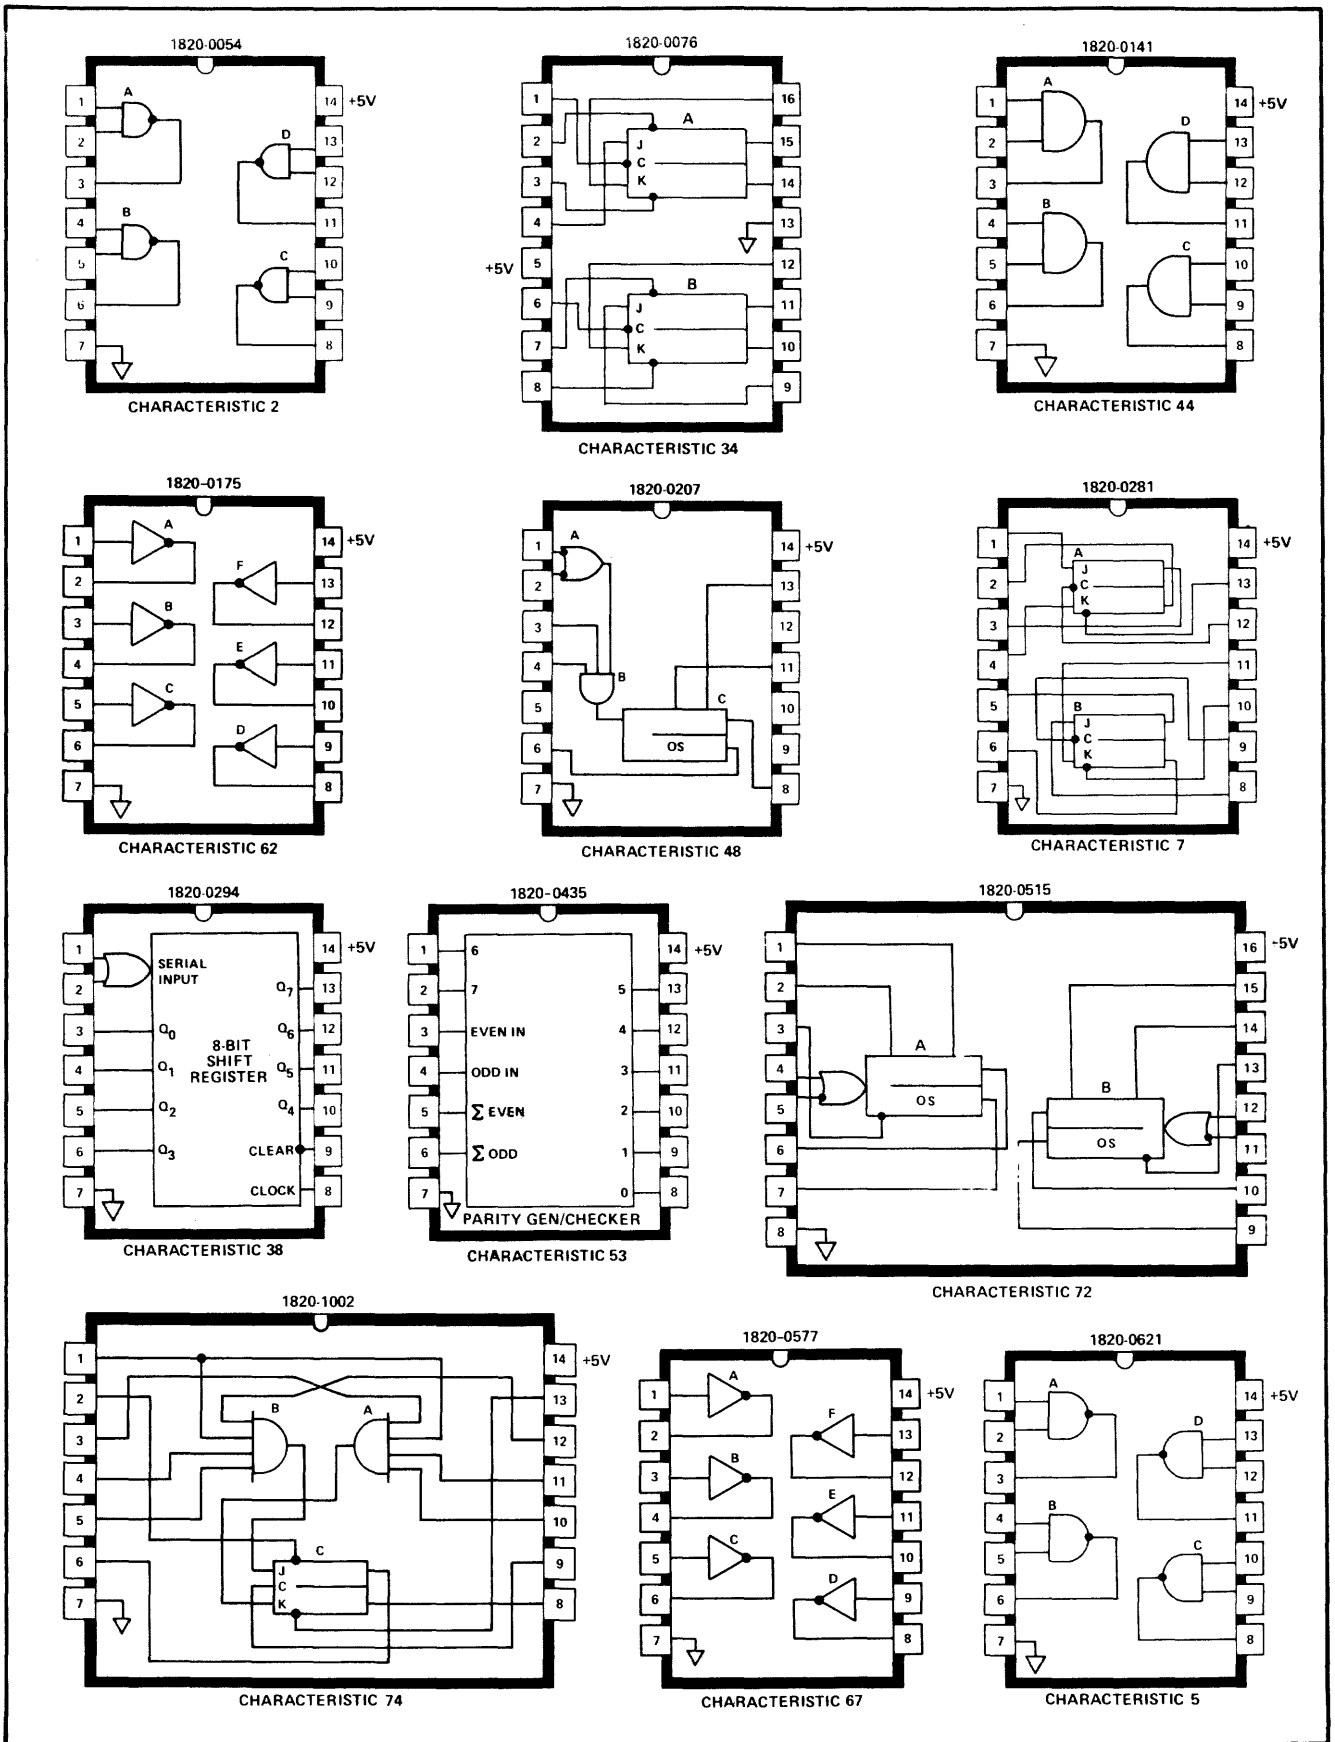 1820-0054
A
1 14 +5V
D
2 13
3 12
B
4 11
C
5 10
6 9
7 8
CHARACTERISTIC 2
1820-0076
1 16
A
2 J 15
C
3 K 14
4 13
+5V 5 12
B
6 J 11
C
7 K 10
8 9
CHARACTERISTIC 34
1820-0141
A
1 14 +5V
D
2 13
3 12
B
4 11
C
5 10
6 9
7 8
CHARACTERISTIC 44
1820-0175
A
1 14 +5V
F
2 13
B
3 12
E
4 11
C
5 10
D
6 9
7 8
CHARACTERISTIC 62
1820-0207
A
1 14 +5V
2 13
3 12
4 11
B
5 C 10
6 OS 9
7 8
CHARACTERISTIC 48
1820-0281
1 14 +5V
A
J
2 C 13
K
3 12
4 11
5 10
B
J
6 C 9
K
7 8
CHARACTERISTIC 7
1820-0294
1 14 +5V
SERIAL
INPUT
2 Q7 13
3 Q0 Q6 12
8-BIT
SHIFT
REGISTER
4 Q1 Q5 11
5 Q2 Q4 10
6 Q3 CLEAR 9
7 CLOCK 8
CHARACTERISTIC 38
1820-0435
1 6 14 +5V
2 7 5 13
3 EVEN IN 4 12
4 ODD IN 3 11
5 Σ EVEN 2 10
6 Σ ODD 1 9
7 0 8
PARITY GEN/CHECKER
CHARACTERISTIC 53
1820-0515
1 16 -5V
2 15
3 14
A
4 13
B
5 OS 12
6 OS 11
7 10
8 9
CHARACTERISTIC 72
1820-1002
1 14 +5V
2 13
B A
3 12
4 11
5 10
C
6 J 9
C
7 K 8
CHARACTERISTIC 74
1820-0577
A
1 14 +5V
F
2 13
B
3 12
E
4 11
C
5 10
D
6 9
7 8
CHARACTERISTIC 67
1820-0621
A
1 14 +5V
D
2 13
3 12
B
4 11
C
5 10
6 9
7 8
CHARACTERISTIC 5